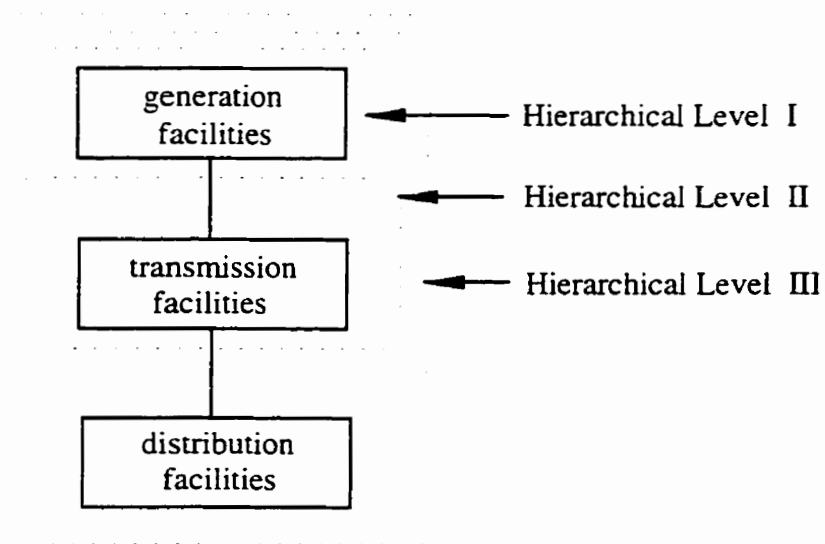 generation
facilities
Hierarchical Level I
Hierarchical Level II
transmission
facilities
Hierarchical Level III
distribution
facilities